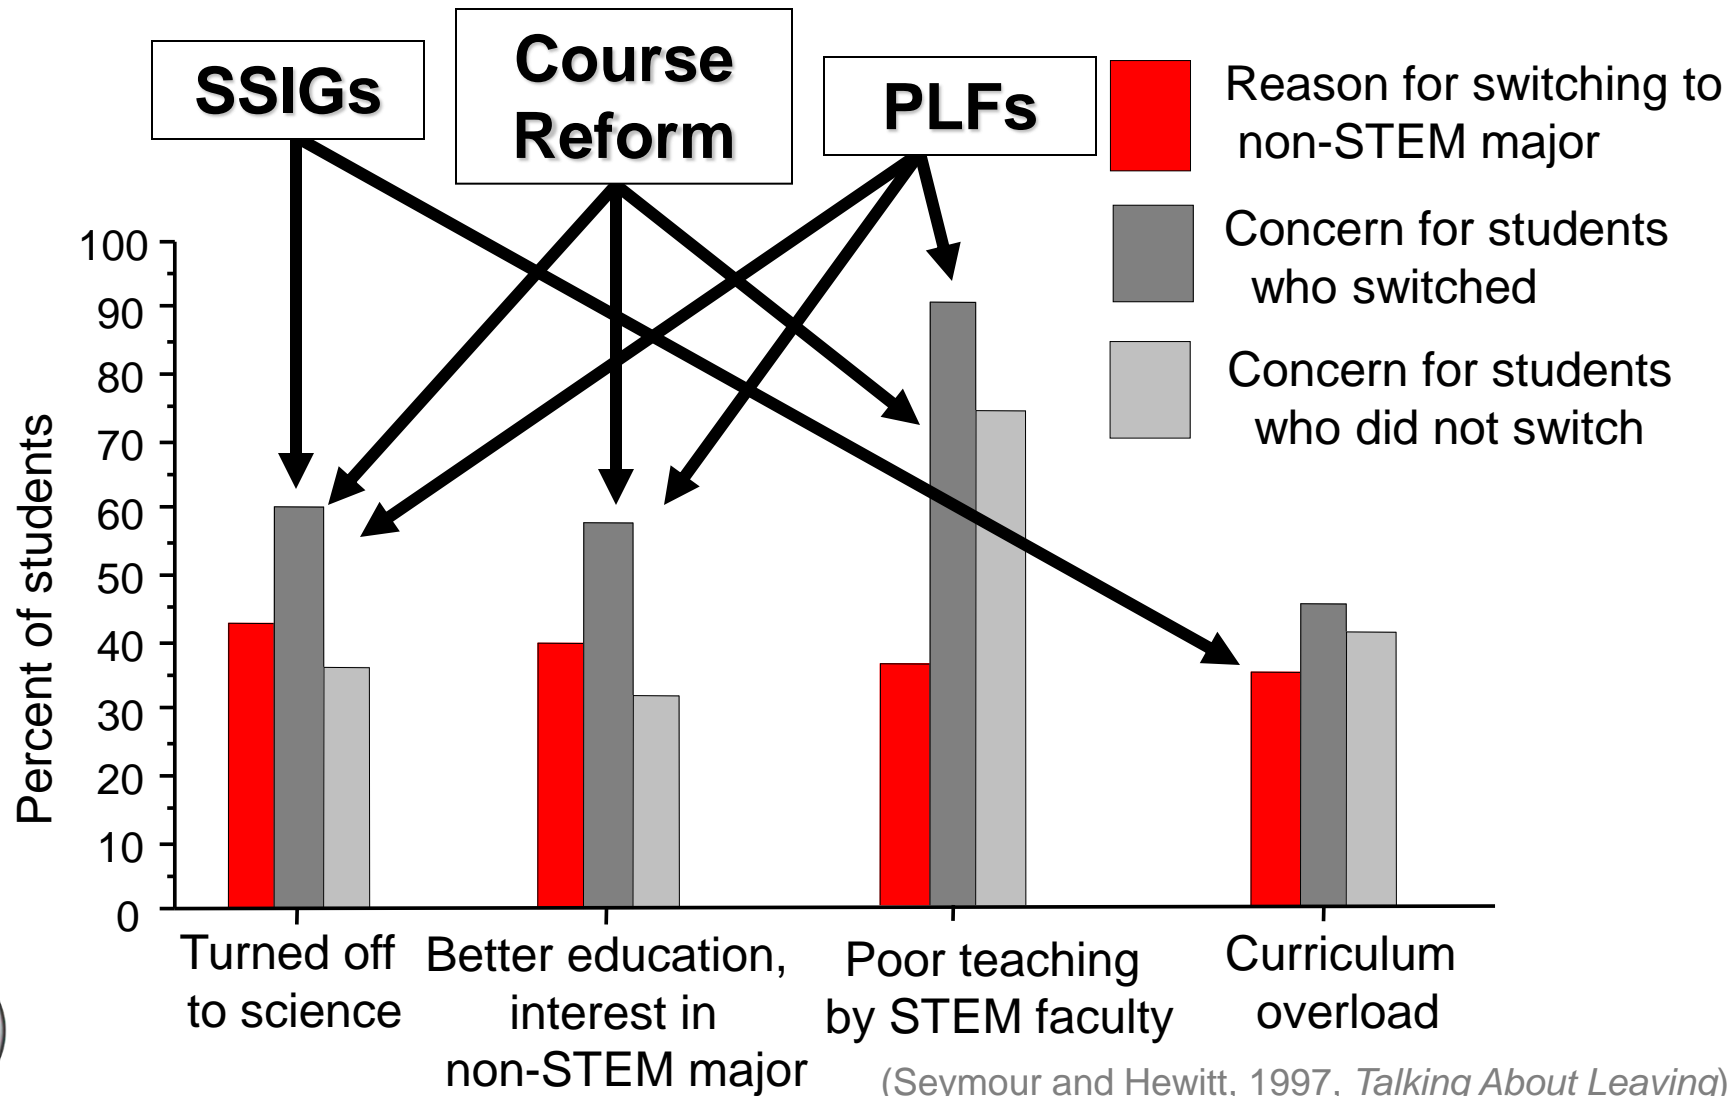 SSIGs
Course
Reform
PLFs
Reason for switching to
non-STEM major
Concern for students
who switched
Concern for students
who did not switch
Percent of students
100
90
80
70
60
50
40
30
20
10
0
Turned off
to science
Better education,
interest in
non-STEM major
Poor teaching
by STEM faculty
Curriculum
overload
(Seymour and Hewitt, 1997, Talking About Leaving)